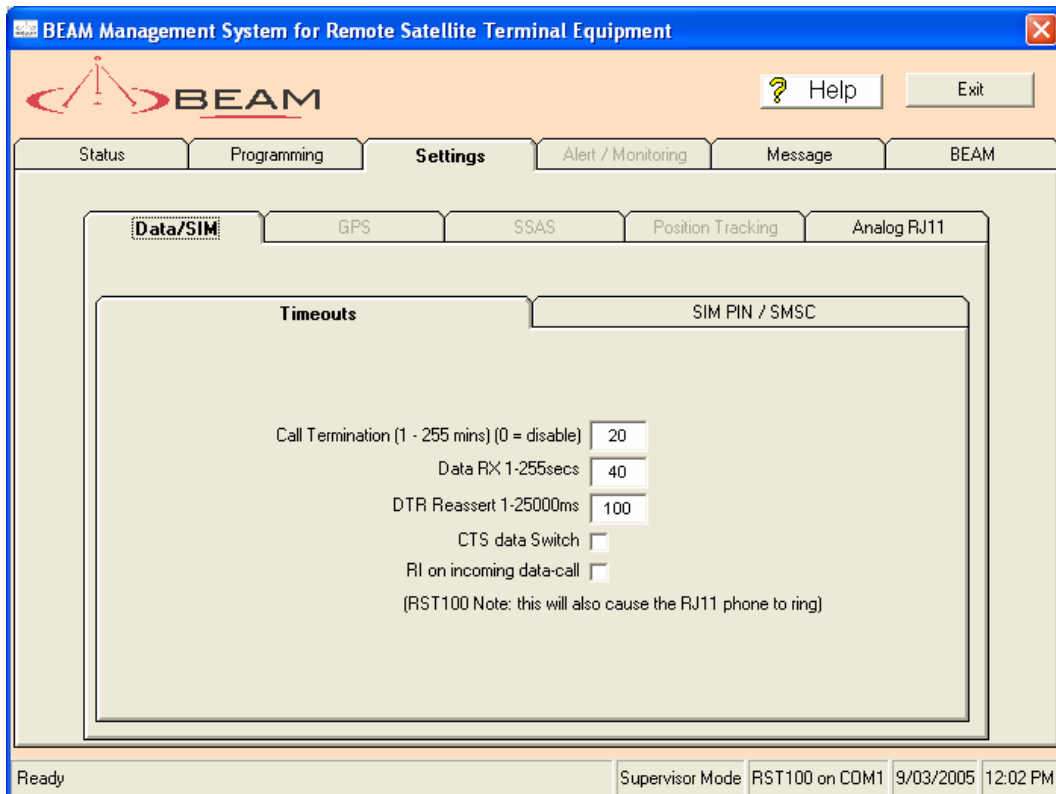 BEAM Management System for Remote Satellite Terminal Equipment
BEAM
? Help
Exit
Status
Programming
Settings
Alert / Monitoring
Message
BEAM
Data/SIM
GPS
SSAS
Position Tracking
Analog RJ11
Timeouts
SIM PIN / SMSC
Call Termination (1 - 255 mins) (0 = disable) 20
Data RX 1-255secs 40
DTR Reassert 1-25000ms 100
CTS data Switch
RI on incoming data-call
(RST100 Note: this will also cause the RJ11 phone to ring)
Ready
Supervisor Mode
RST100 on COM1
9/03/2005
12:02 PM